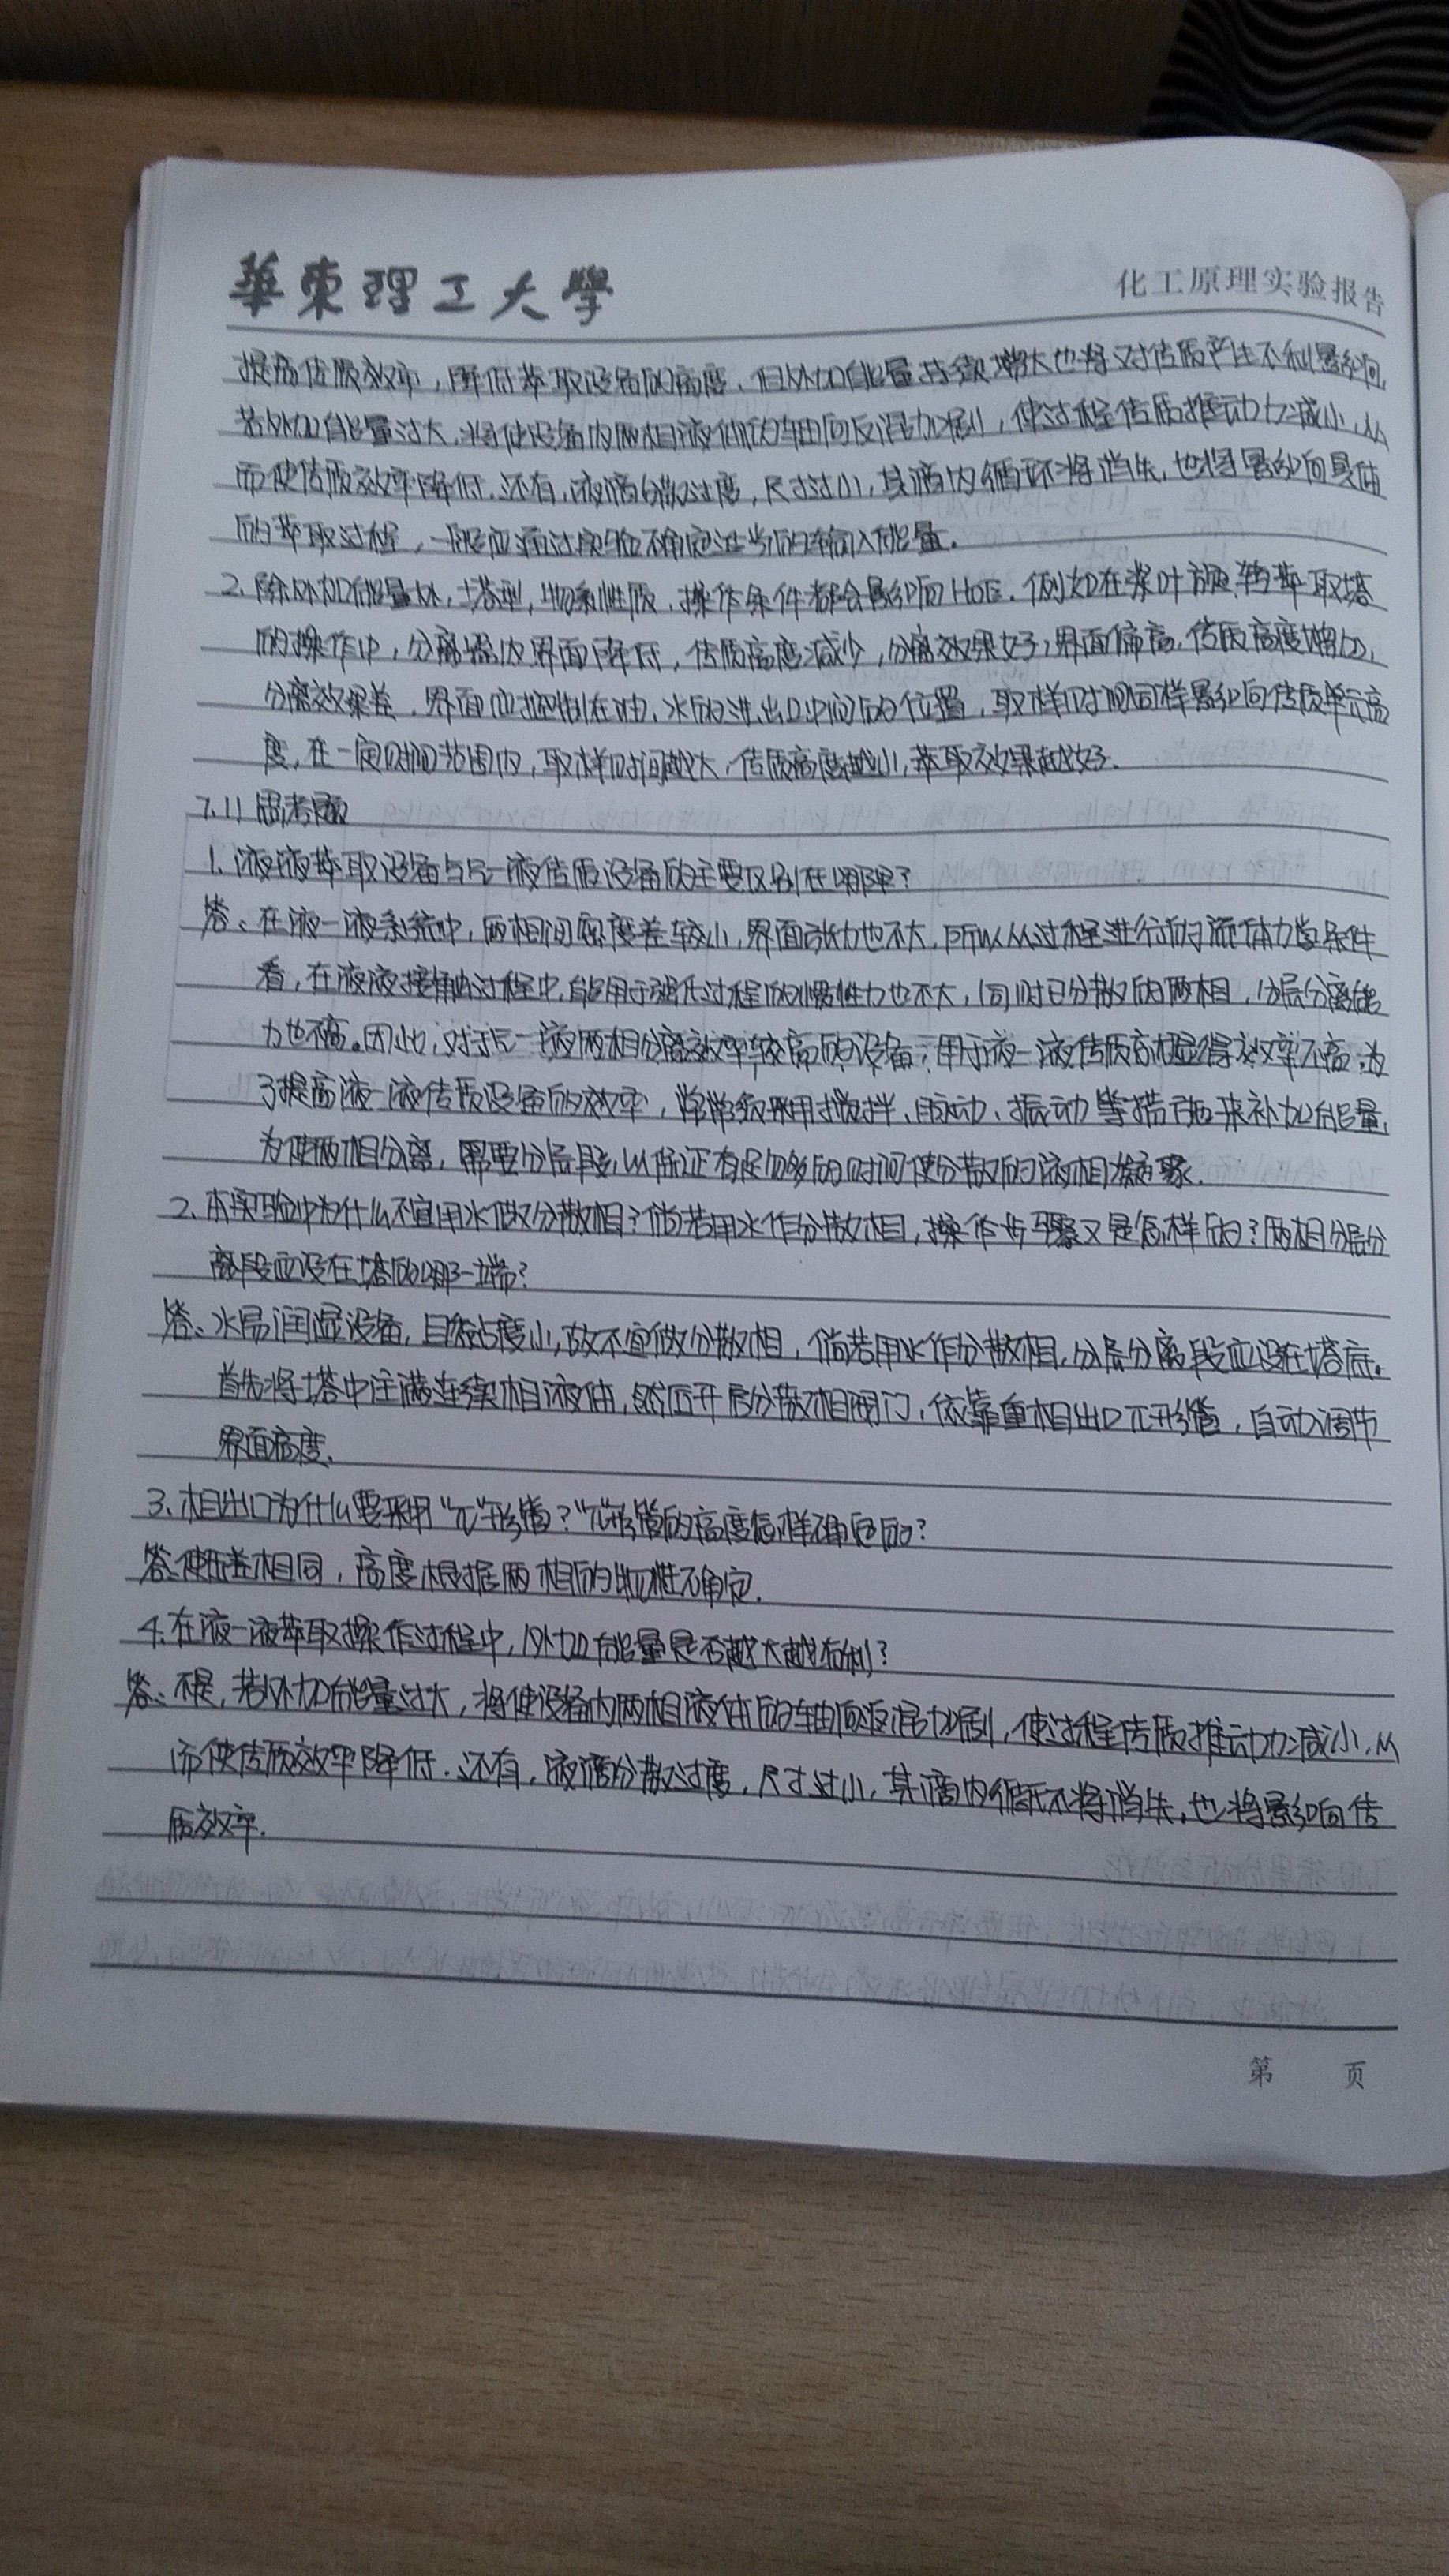 華東理工大學
化工原理实验报告
提高传质效率，降低萃取设备的高度，但外加能量持续增大也将对传质产生不利影响
若外加能量过大，将使设备内两相液体的轴向反混加剧，使过程传质推动力减小，从
而使传质效率降低。还有，液滴分散过度，尺寸过小，其滴内循环将消失，也将影响具体
的萃取过程，一般应通过实验确定适当的输入能量。
2. 除外加能量外，塔型，物系性质，操作条件都会影响HOE。例如在桨叶旋转萃取塔
的操作中，分离器内界面降低，传质高度减少，分离效果好；界面偏高，传质高度增加，
分离效果差，界面应控制在油、水的进、出口中间的位置，取样时间同样影响传质单元高
度，在一定时间范围内，取样时间越大，传质高度越小，萃取效果越好。
7.11 思考题
1. 液液萃取设备与气—液传质设备的主要区别在哪里？
答：在液—液系统中，两相间密度差较小，界面张力也不大，所以从过程进行的流体力学条件
看，在液液接触过程中，能用于强化过程的惯性力也不大，同时已分散的两相，分层分离能
力也不高。因此，对于气—液两相分离效率较高的设备，用于液—液传质就显得效率不高，为
了提高液—液传质设备的效率，常常采用搅拌、脉动、振动等措施来补加能量，
为使两相分离，需要分层段，以保证有足够多的时间使分散的液相凝聚。
2. 本实验中为什么不宜用水做分散相？倘若用水作分散相，操作步骤又是怎样的？两相分层分
离段应设在塔的哪一端？
答：水易润湿设备，且粘度小，故不宜做分散相，倘若用水作分散相，分层分离段应设在塔底。
首先将塔中注满连续相液体，然后开启分散相阀门，依靠重相出口π形管，自动调节
界面高度。
3. 相出口为什么要采用“π”形管？“π”形管的高度怎样确定的？
答：使压差相同，高度根据两相的物性确定。
4. 在液—液萃取操作过程中，外加能量是否越大越有利？
答：不是，若外加能量过大，将使设备内两相液体的轴向返混加剧，使过程传质推动力减小，从
而使传质效率降低。还有，液滴分散过度，尺寸过小，其滴内循环将消失，也将影响传
质效率。
第 页